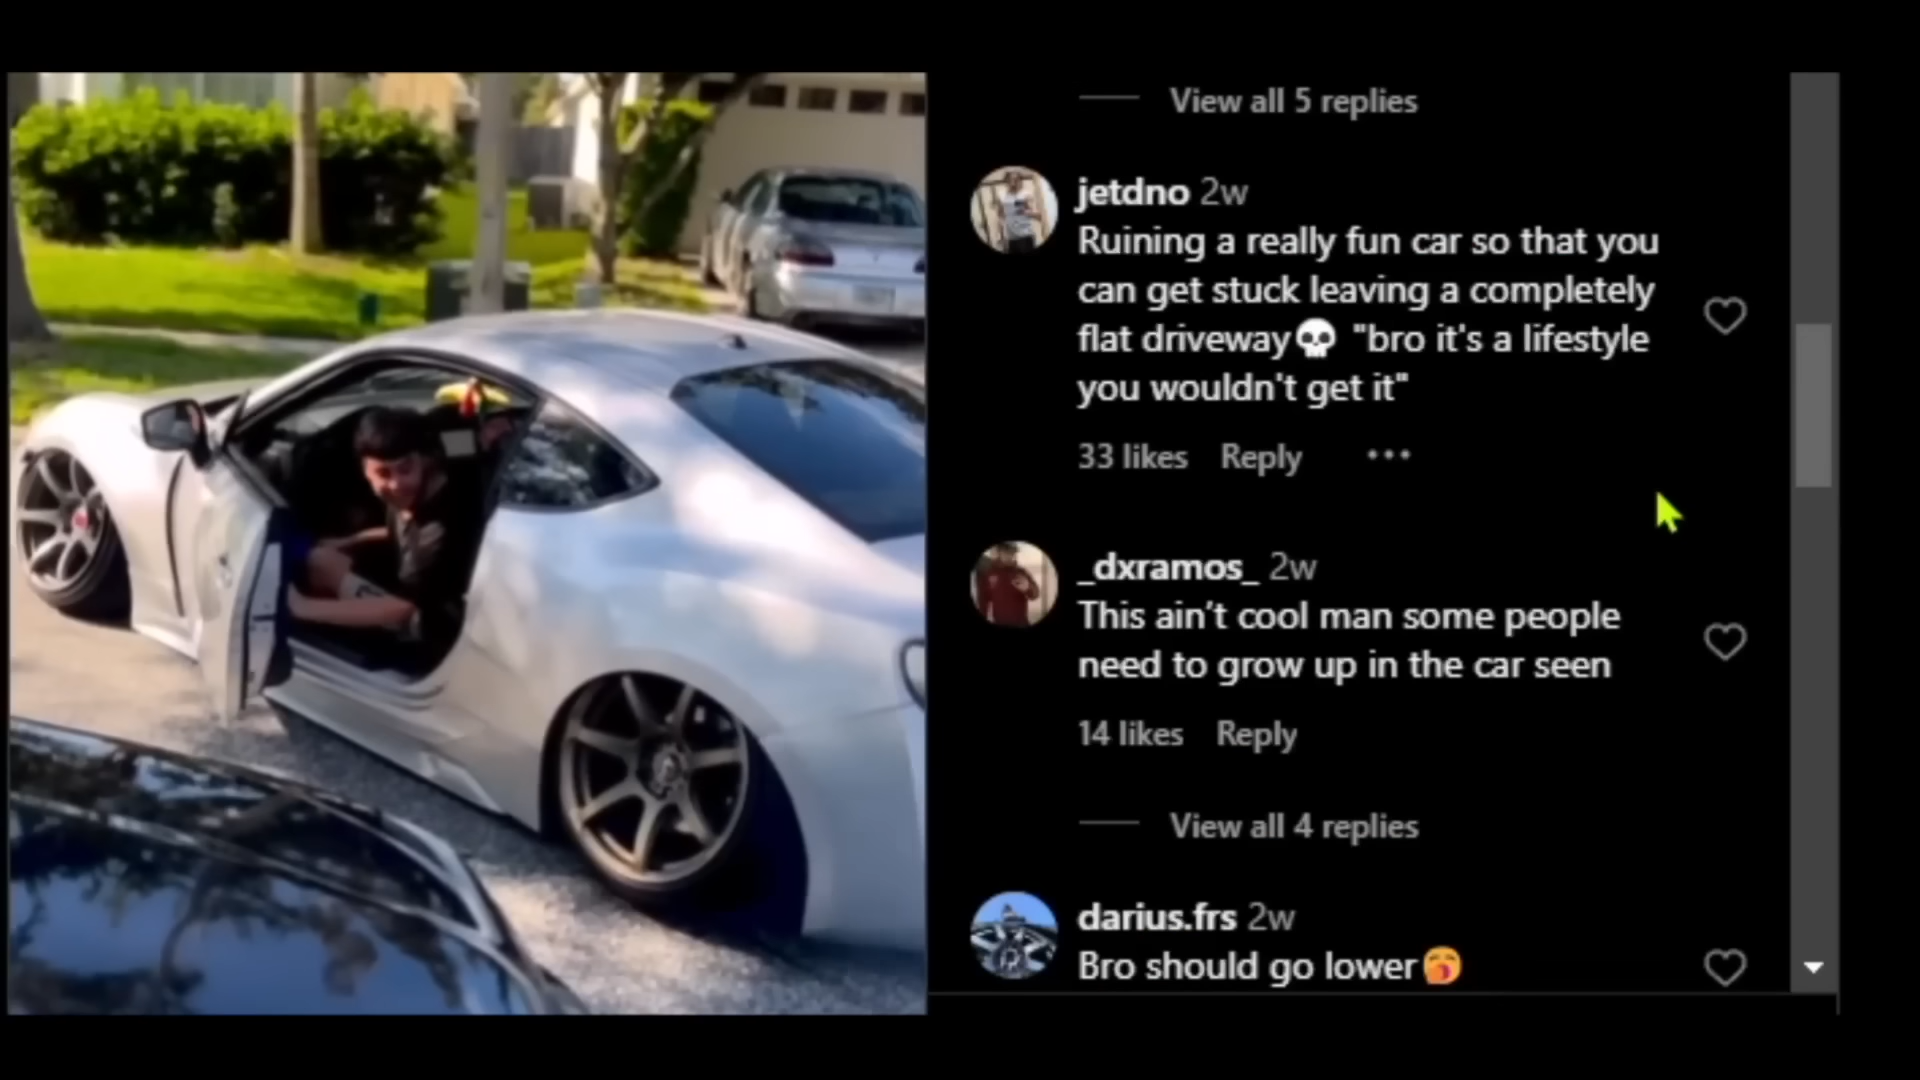 View all 5 replies
jetdno 2w
Ruining a really fun car so that you
can get stuck leaving a completely
flat driveway💀 "bro it's a lifestyle
you wouldn't get it"
33 likes Reply •••
_dxramos_ 2w
This ain’t cool man some people
need to grow up in the car seen
14 likes Reply
View all 4 replies
darius.frs 2w
Bro should go lower🥱